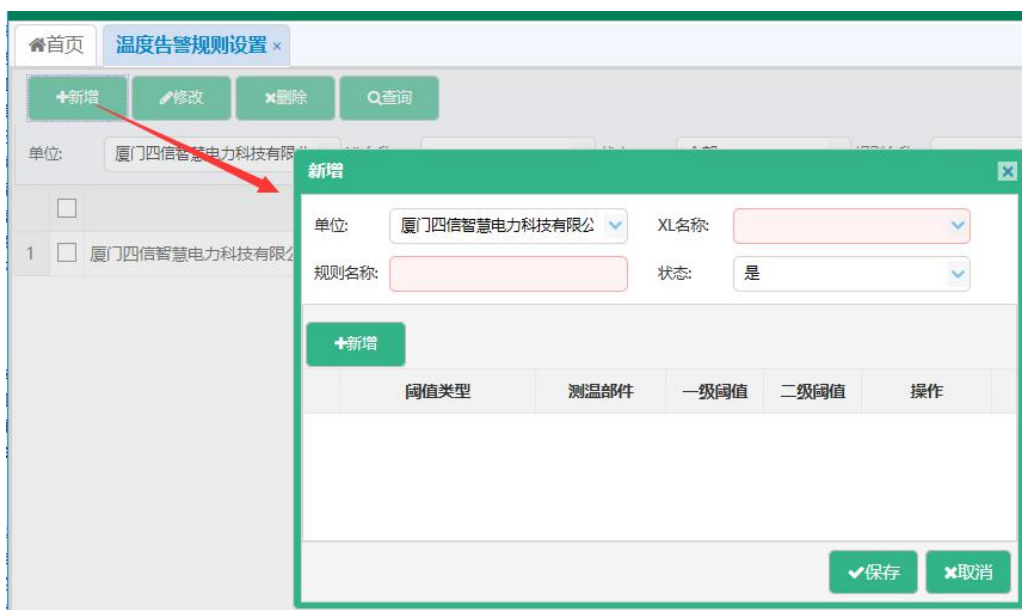 首页 温度告警规则设置 ×
+新增 修改 ×删除 查询
单位: 厦门四信智慧电力科技有限
新增
单位: 厦门四信智慧电力科技有限公 XL名称:
1 厦门四信智慧电力科技有限公
规则名称: 状态: 是
+新增
阈值类型 测温部件 一级阈值 二级阈值 操作
保存 ×取消